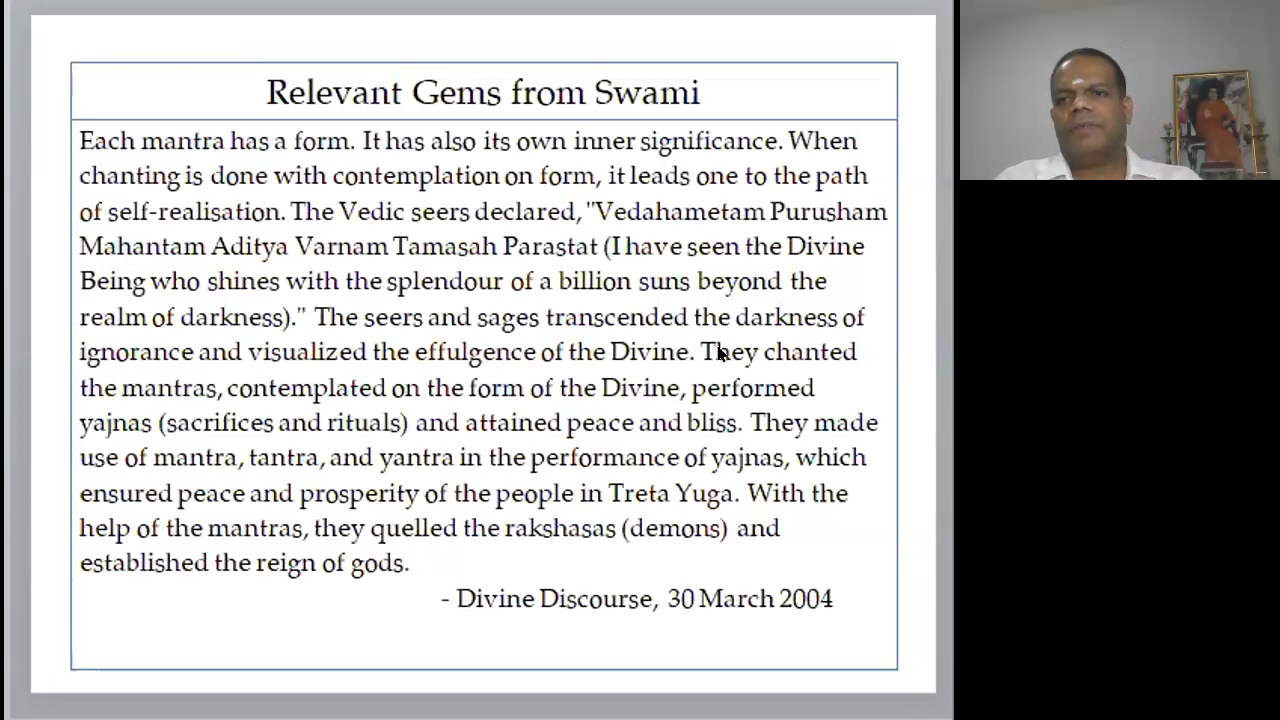 Relevant Gems from Swami
Each mantra has a form. It has also its own inner significance. When
chanting is done with contemplation on form, it leads one to the path
of self-realisation. The Vedic seers declared, "Vedahametam Purusham
Mahantam Aditya Varnam Tamasah Parastat (I have seen the Divine
Being who shines with the splendour of a billion suns beyond the
realm of darkness)." The seers and sages transcended the darkness of
ignorance and visualized the effulgence of the Divine. They chanted
the mantras, contemplated on the form of the Divine, performed
yajnas (sacrifices and rituals) and attained peace and bliss. They made
use of mantra, tantra, and yantra in the performance of yajnas, which
ensured peace and prosperity of the people in Treta Yuga. With the
help of the mantras, they quelled the rakshasas (demons) and
established the reign of gods.
- Divine Discourse, 30 March 2004